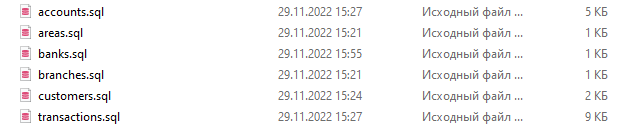 accounts.sql 29.11.2022 15:27 Исходный файл ... 5 КБ
areas.sql 29.11.2022 15:21 Исходный файл ... 1 КБ
banks.sql 29.11.2022 15:55 Исходный файл ... 1 КБ
branches.sql 29.11.2022 15:21 Исходный файл ... 1 КБ
customers.sql 29.11.2022 15:24 Исходный файл ... 2 КБ
transactions.sql 29.11.2022 15:27 Исходный файл ... 9 КБ